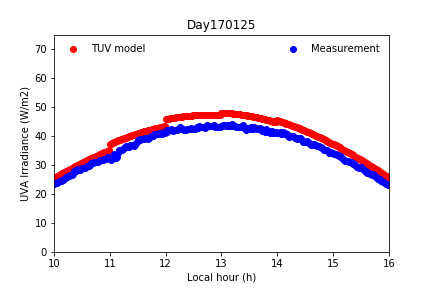 Day170125
TUV model
Measurement
UVA Irradiance (W/m2)
70
60
50
40
30
20
10
0
10 11 12 13 14 15 16
Local hour (h)